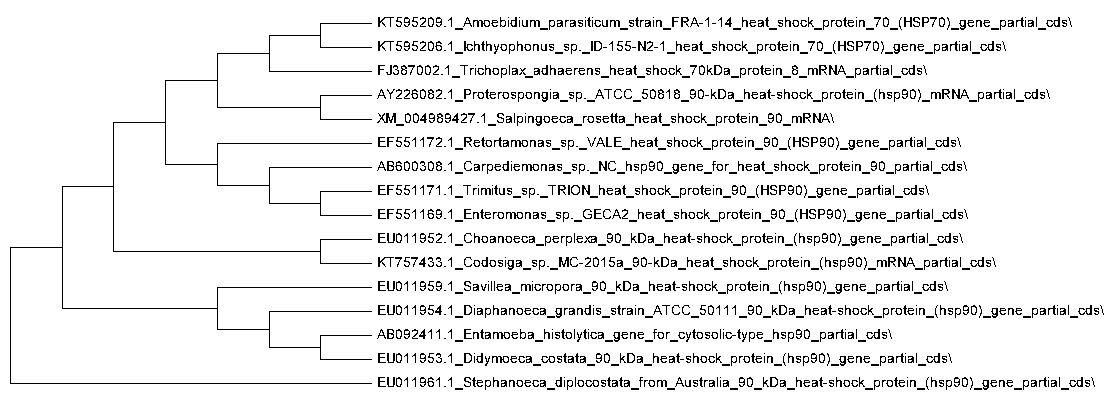 KT595209.1_Amoebidium_parasiticum_strain_FRA-1-14_heat_shock_protein_70_(HSP70)_gene_partial_cds\
KT595206.1_Ichthyophonus_sp._ID-155-N2-1_heat_shock_protein_70_(HSP70)_gene_partial_cds\
FJ387002.1_Trichoplax_adhaerens_heat_shock_70kDa_protein_8_mRNA_partial_cds\
AY226082.1_Proterospongia_sp._ATCC_50818_90-kDa_heat-shock_protein_(hsp90)_mRNA_partial_cds\
XM_004989427.1_Salpingoeca_rosetta_heat_shock_protein_90_mRNA\
EF551172.1_Retortamonas_sp._VALE_heat_shock_protein_90_(HSP90)_gene_partial_cds\
AB600308.1_Carpediemonas_sp._NC_hsp90_gene_for_heat_shock_protein_90_partial_cds\
EF551171.1_Trimitus_sp._TRION_heat_shock_protein_90_(HSP90)_gene_partial_cds\
EF551169.1_Enteromonas_sp._GECA2_heat_shock_protein_90_(HSP90)_gene_partial_cds\
EU011952.1_Choanoeca_perplexa_90_kDa_heat-shock_protein_(hsp90)_gene_partial_cds\
KT757433.1_Codosiga_sp._MC-2015a_90-kDa_heat_shock_protein_(hsp90)_mRNA_partial_cds\
EU011959.1_Savillea_micropora_90_kDa_heat-shock_protein_(hsp90)_gene_partial_cds\
EU011954.1_Diaphanoeca_grandis_strain_ATCC_50111_90_kDa_heat-shock_protein_(hsp90)_gene_partial_cds\
AB092411.1_Entamoeba_histolytica_gene_for_cytosolic-type_hsp90_partial_cds\
EU011953.1_Didymoeca_costata_90_kDa_heat-shock_protein_(hsp90)_gene_partial_cds\
EU011961.1_Stephanoeca_diplocostata_from_Australia_90_kDa_heat-shock_protein_(hsp90)_gene_partial_cds\